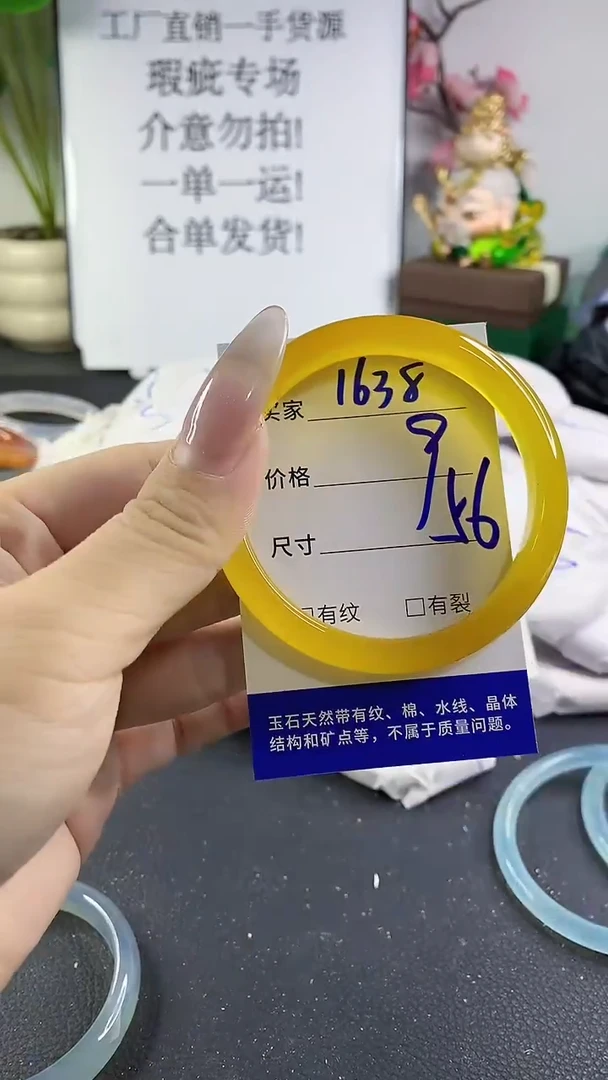 工厂直销一手货源
瑕疵专场
介意勿拍!
一单一运!
合单发货!
买家 1638
价格 9
尺寸 56
□有纹 □有裂
玉石天然带有纹、棉、水线、晶体
结构和矿点等，不属于质量问题。